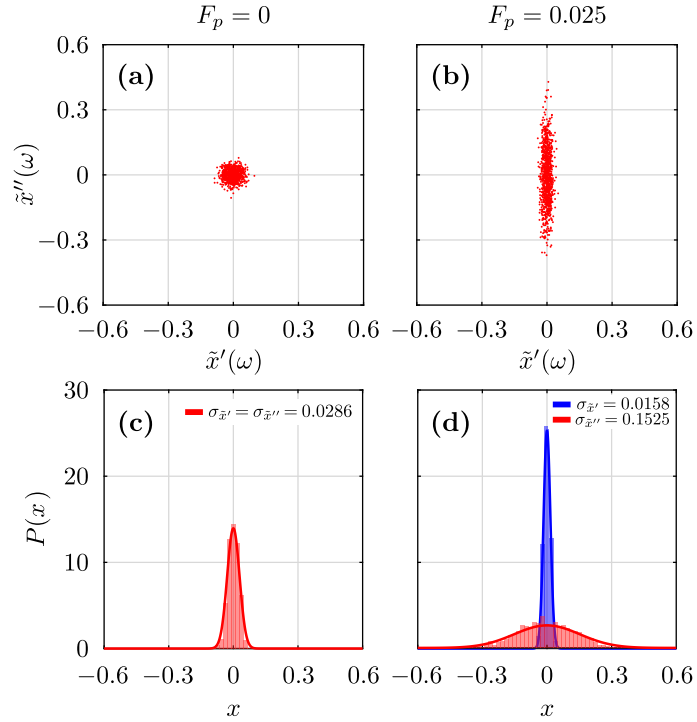 F_p = 0
F_p = 0.025
(a)
(b)
0.6
0.3
0
−0.3
−0.6
x̃″(ω)
−0.6 −0.3 0 0.3 0.6
−0.6 −0.3 0 0.3 0.6
x̃′(ω)
x̃′(ω)
(c)
σ_x̃′ = σ_x̃″ = 0.0286
(d)
σ_x̃′ = 0.0158
σ_x̃″ = 0.1525
30
20
10
0
P(x)
−0.6 −0.3 0 0.3 0.6
−0.6 −0.3 0 0.3 0.6
x
x